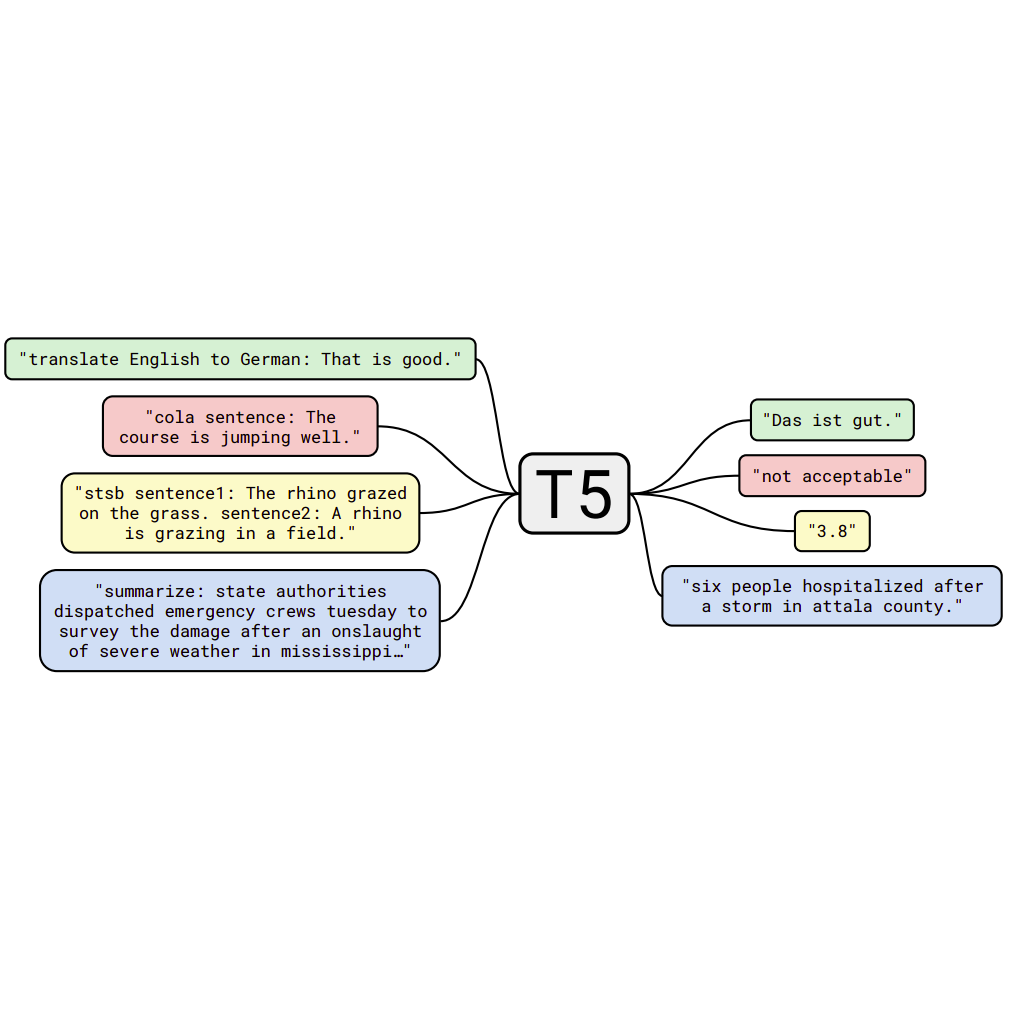 "translate English to German: That is good."
"cola sentence: The
course is jumping well."
"stsb sentence1: The rhino grazed
on the grass. sentence2: A rhino
is grazing in a field."
"summarize: state authorities
dispatched emergency crews tuesday to
survey the damage after an onslaught
of severe weather in mississippi…"
T5
"Das ist gut."
"not acceptable"
"3.8"
"six people hospitalized after
a storm in attala county."